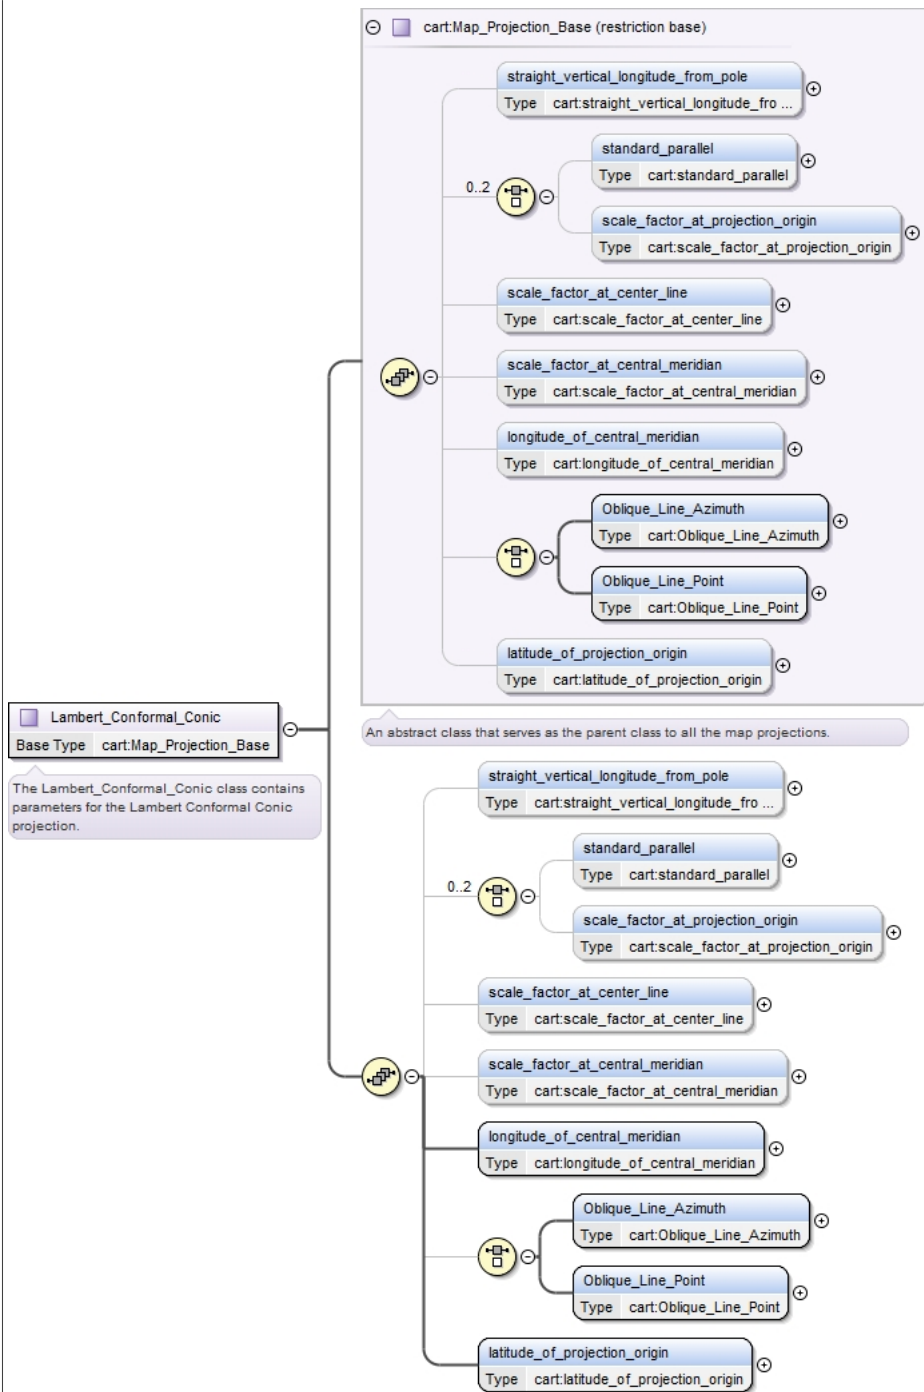 cart:Map_Projection_Base (restriction base)
straight_vertical_longitude_from_pole
Type cart:straight_vertical_longitude_fro ...
standard_parallel
Type cart:standard_parallel
0..2
scale_factor_at_projection_origin
Type cart:scale_factor_at_projection_origin
scale_factor_at_center_line
Type cart:scale_factor_at_center_line
scale_factor_at_central_meridian
Type cart:scale_factor_at_central_meridian
longitude_of_central_meridian
Type cart:longitude_of_central_meridian
Oblique_Line_Azimuth
Type cart:Oblique_Line_Azimuth
Oblique_Line_Point
Type cart:Oblique_Line_Point
latitude_of_projection_origin
Type cart:latitude_of_projection_origin
An abstract class that serves as the parent class to all the map projections.
Lambert_Conformal_Conic
Base Type cart:Map_Projection_Base
The Lambert_Conformal_Conic class contains
parameters for the Lambert Conformal Conic
projection.
straight_vertical_longitude_from_pole
Type cart:straight_vertical_longitude_fro ...
standard_parallel
Type cart:standard_parallel
0..2
scale_factor_at_projection_origin
Type cart:scale_factor_at_projection_origin
scale_factor_at_center_line
Type cart:scale_factor_at_center_line
scale_factor_at_central_meridian
Type cart:scale_factor_at_central_meridian
longitude_of_central_meridian
Type cart:longitude_of_central_meridian
Oblique_Line_Azimuth
Type cart:Oblique_Line_Azimuth
Oblique_Line_Point
Type cart:Oblique_Line_Point
latitude_of_projection_origin
Type cart:latitude_of_projection_origin